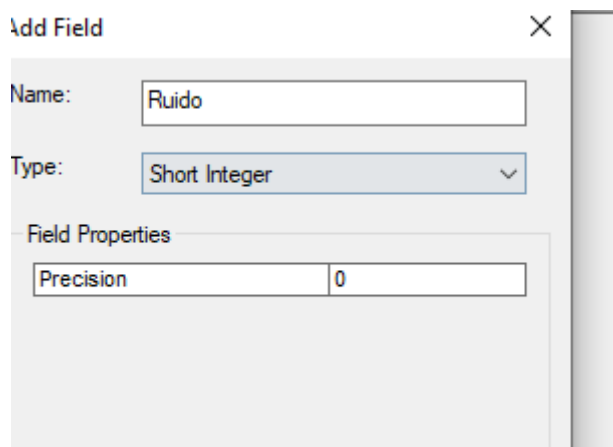 Add Field
Name:
Ruido
Type:
Short Integer
Field Properties
Precision
0